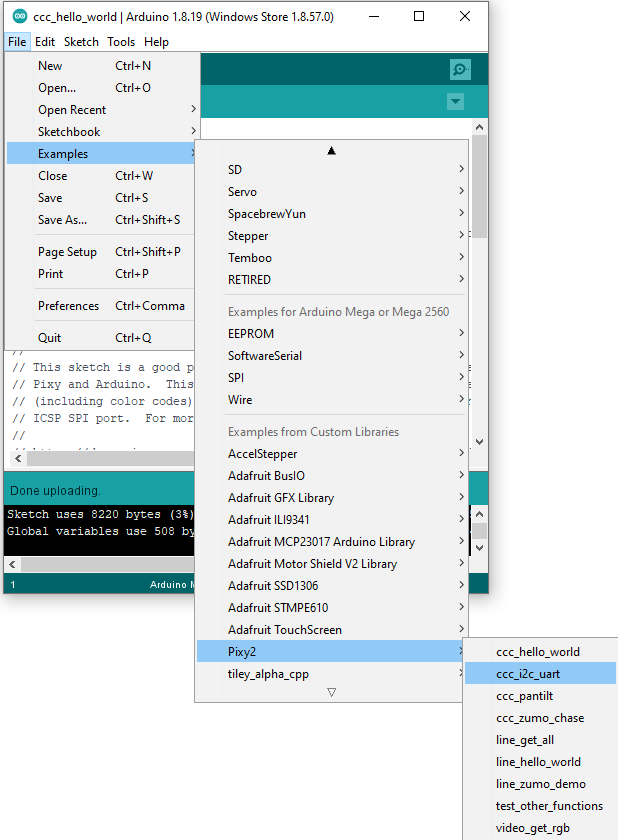 ccc_hello_world | Arduino 1.8.19 (Windows Store 1.8.57.0)
File Edit Sketch Tools Help
New Ctrl+N
Open... Ctrl+O
Open Recent
Sketchbook
Examples
Close Ctrl+W
Save Ctrl+S
Save As... Ctrl+Shift+S
Page Setup Ctrl+Shift+P
Print Ctrl+P
Preferences Ctrl+Comma
Quit Ctrl+Q
SD
Servo
SpacebrewYun
Stepper
Temboo
RETIRED
Examples for Arduino Mega or Mega 2560
EEPROM
SoftwareSerial
SPI
Wire
Examples from Custom Libraries
AccelStepper
Adafruit BusIO
Adafruit GFX Library
Adafruit ILI9341
Adafruit MCP23017 Arduino Library
Adafruit Motor Shield V2 Library
Adafruit SSD1306
Adafruit STMPE610
Adafruit TouchScreen
Pixy2
tiley_alpha_cpp
ccc_hello_world
ccc_i2c_uart
ccc_pantilt
ccc_zumo_chase
line_get_all
line_hello_world
line_zumo_demo
test_other_functions
video_get_rgb
//
// This sketch is a good p
// Pixy and Arduino. This
// (including color codes)
// ICSP SPI port. For mor
//
Done uploading.
Sketch uses 8220 bytes (3%)
Global variables use 508 by
1 Arduino M